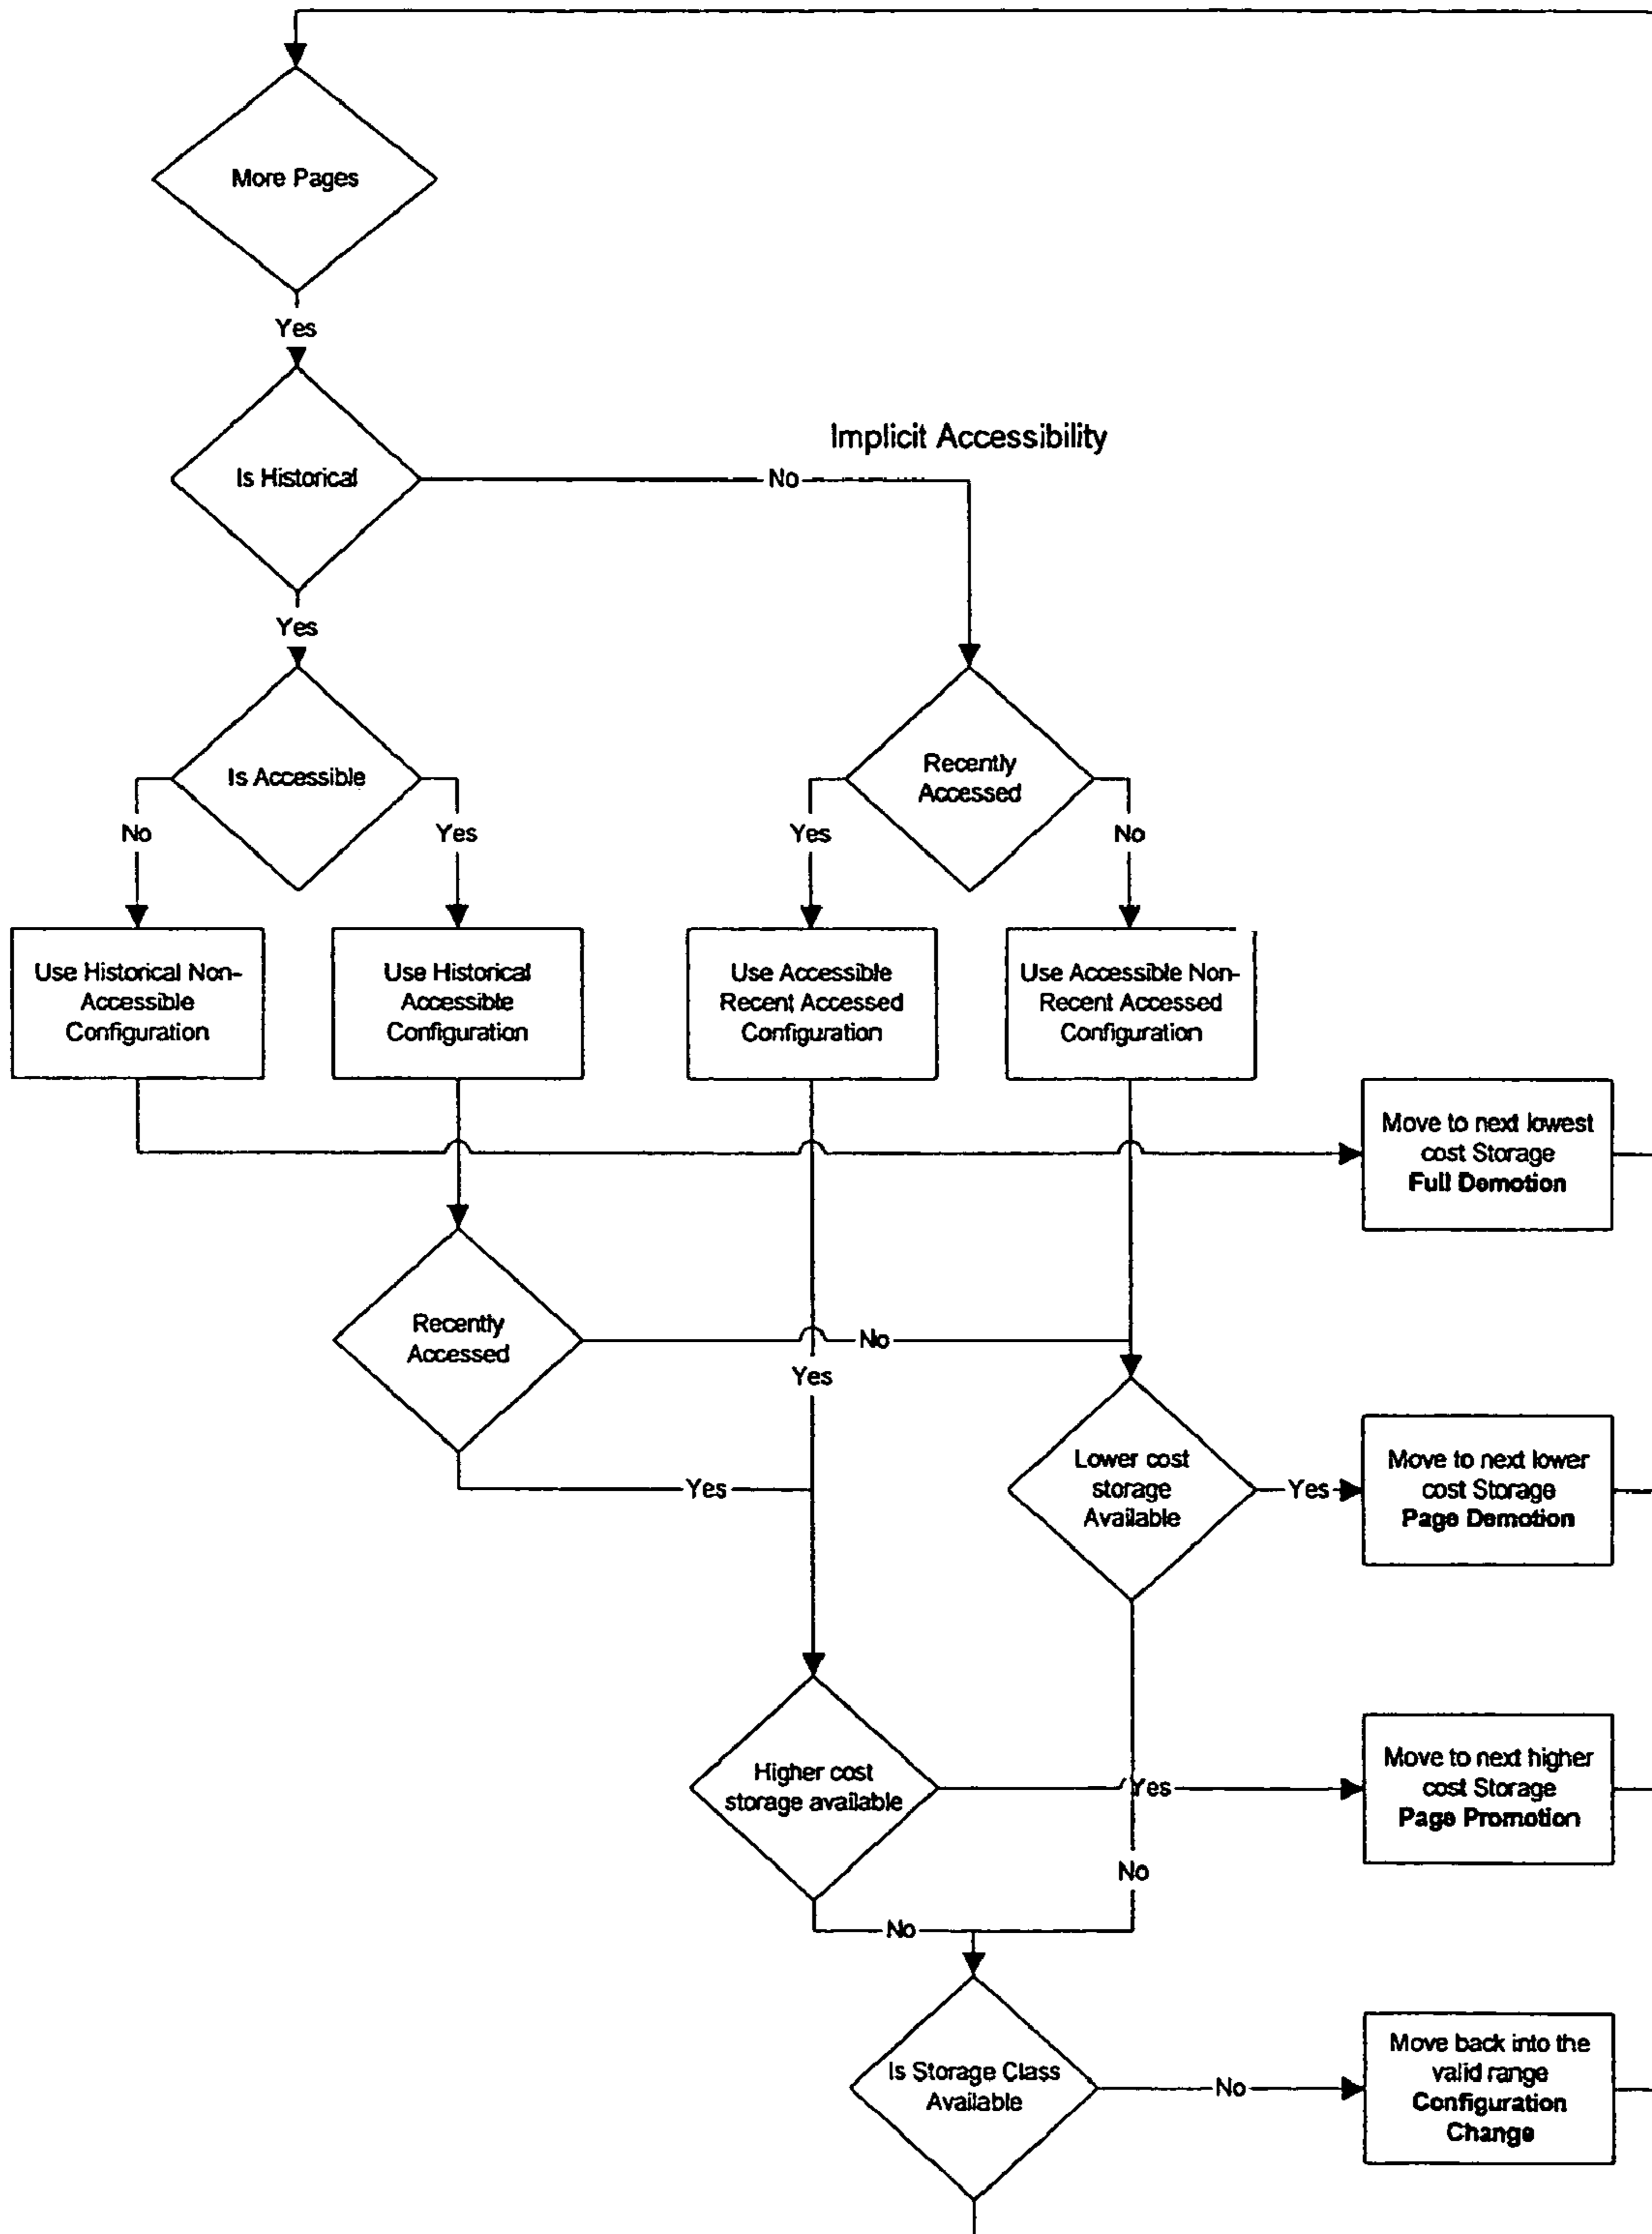 More Pages
Yes
Implicit Accessibility
Is Historical
No
Yes
Is Accessible
Recently
Accessed
No
Yes
Yes
No
Use Historical Non-
Accessible
Configuration
Use Historical
Accessible
Configuration
Use Accessible
Recent Accessed
Configuration
Use Accessible Non-
Recent Accessed
Configuration
Move to next lowest
cost Storage
Full Demotion
Recently
Accessed
No
Yes
Yes
Lower cost
storage
Available
Yes
Move to next lower
cost Storage
Page Demotion
Higher cost
storage available
Yes
Move to next higher
cost Storage
Page Promotion
No
No
Is Storage Class
Available
No
Move back into the
valid range
Configuration
Change